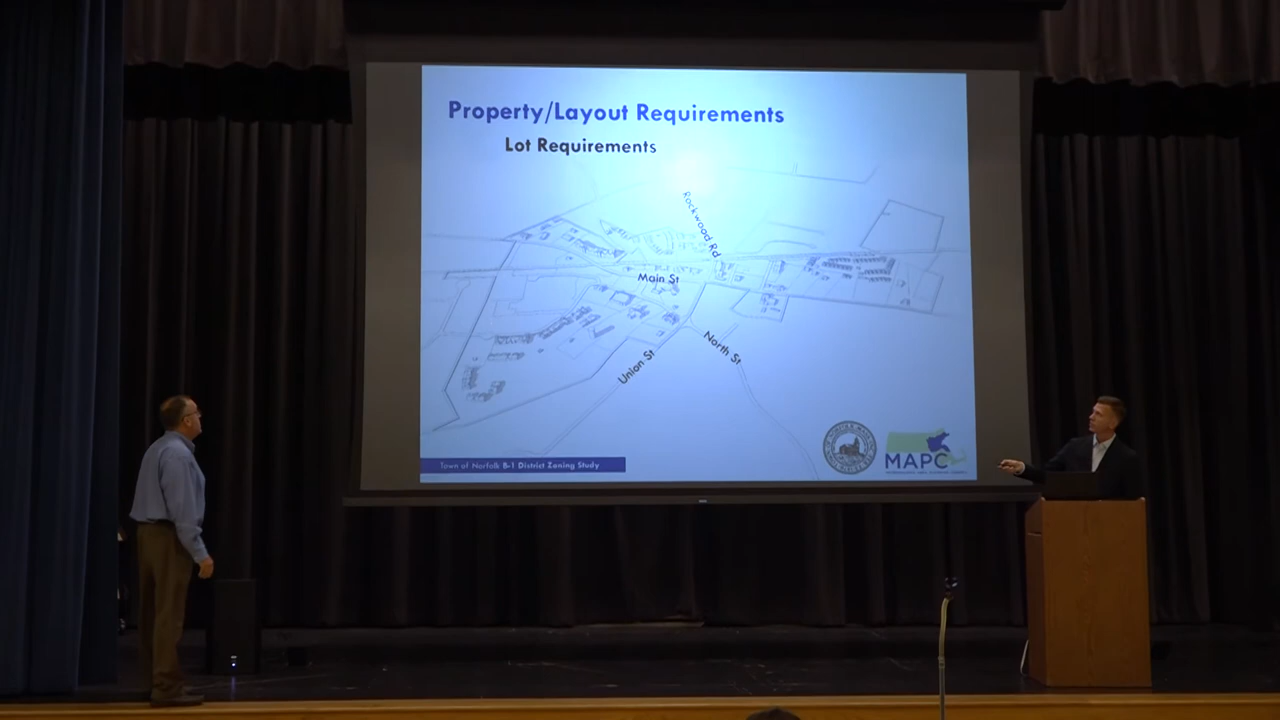 Property/Layout Requirements
Lot Requirements
Rockwood Rd
Main St
Union St
North St
Town of Norfolk B-1 District Zoning Study
MAPC